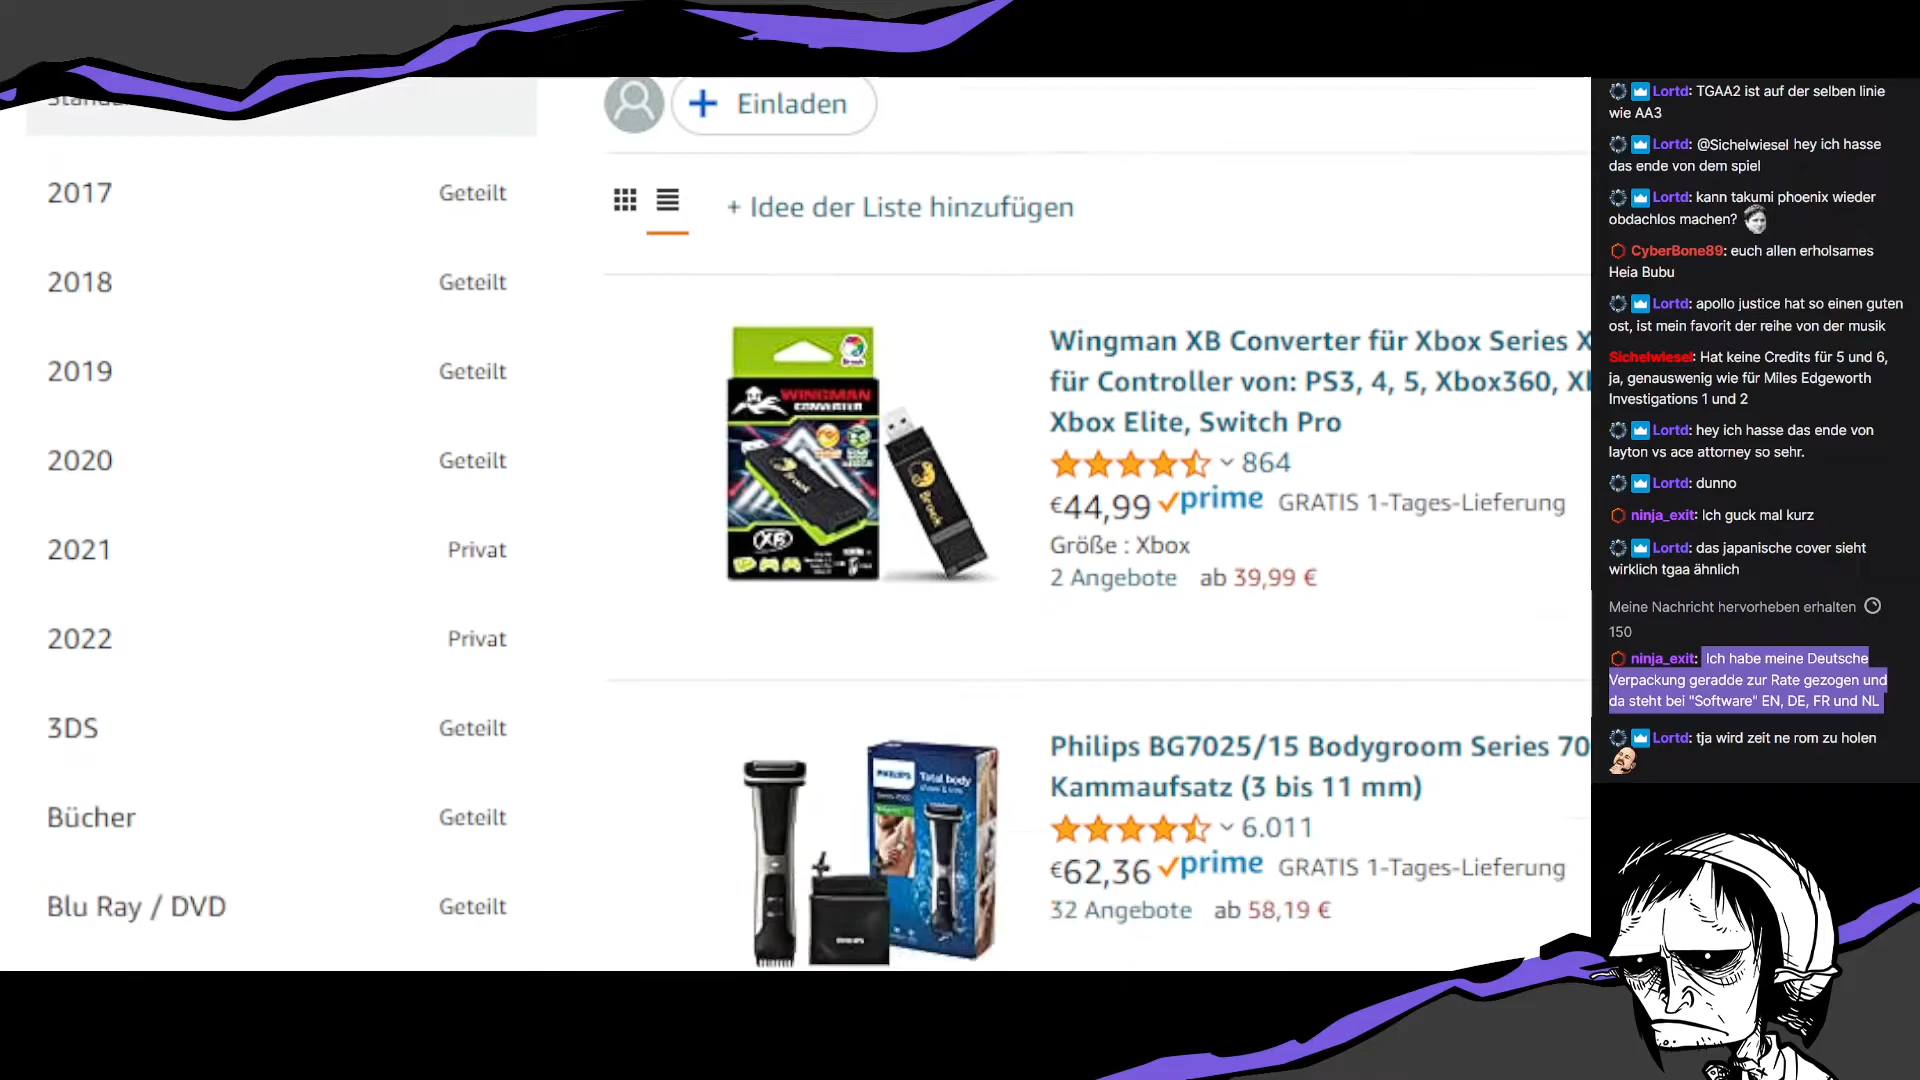 Einladen
2017 Geteilt
2018 Geteilt
2019 Geteilt
2020 Geteilt
2021 Privat
2022 Privat
3DS Geteilt
Bücher Geteilt
Blu Ray / DVD Geteilt
+ Idee der Liste hinzufügen
WINGMAN
CONVERTER
Brook
XB
Brook
Wingman XB Converter für Xbox Series X
für Controller von: PS3, 4, 5, Xbox360,
Xbox Elite, Switch Pro
864
€44,99 prime GRATIS 1-Tages-Lieferung
Größe : Xbox
2 Angebote ab 39,99 €
PHILIPS
Total body
Philips BG7025/15 Bodygroom Series 70
Kammaufsatz (3 bis 11 mm)
6.011
€62,36 prime GRATIS 1-Tages-Lieferung
32 Angebote ab 58,19 €
Lortd: TGAA2 ist auf der selben linie
wie AA3
Lortd: @Sichelwiesel hey ich hasse
das ende von dem spiel
Lortd: kann takumi phoenix wieder
obdachlos machen?
CyberBone89: euch allen erholsames
Heia Bubu
Lortd: apollo justice hat so einen guten
ost, ist mein favorit der reihe von der musik
Sichelwiesel: Hat keine Credits für 5 und 6,
ja, genauswenig wie für Miles Edgeworth
Investigations 1 und 2
Lortd: hey ich hasse das ende von
layton vs ace attorney so sehr.
Lortd: dunno
ninja_exit: Ich guck mal kurz
Lortd: das japanische cover sieht
wirklich tgaa ähnlich
Meine Nachricht hervorheben erhalten
150
ninja_exit: Ich habe meine Deutsche
Verpackung geradde zur Rate gezogen und
da steht bei "Software" EN, DE, FR und NL
Lortd: tja wird zeit ne rom zu holen